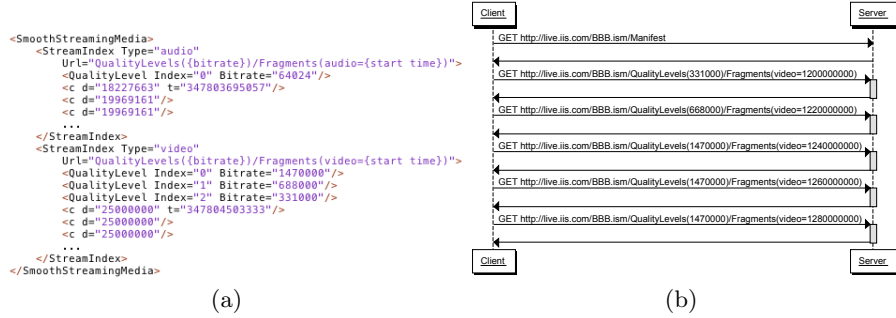 <SmoothStreamingMedia>
<StreamIndex Type="audio"
Url="QualityLevels({bitrate})/Fragments(audio={start time})">
<QualityLevel Index="0" Bitrate="64024"/>
<c d="18227663" t="347803695057"/>
<c d="19969161"/>
<c d="19969161"/>
...
</StreamIndex>
<StreamIndex Type="video"
Url="QualityLevels({bitrate})/Fragments(video={start time})">
<QualityLevel Index="0" Bitrate="1470000"/>
<QualityLevel Index="1" Bitrate="688000"/>
<QualityLevel Index="2" Bitrate="331000"/>
<c d="25000000" t="347804503333"/>
<c d="25000000"/>
<c d="25000000"/>
...
</StreamIndex>
</SmoothStreamingMedia>
(a)
Client
Server
GET http://live.iis.com/BBB.ism/Manifest
GET http://live.iis.com/BBB.ism/QualityLevels(331000)/Fragments(video=1200000000)
GET http://live.iis.com/BBB.ism/QualityLevels(668000)/Fragments(video=1220000000)
GET http://live.iis.com/BBB.ism/QualityLevels(1470000)/Fragments(video=1240000000)
GET http://live.iis.com/BBB.ism/QualityLevels(1470000)/Fragments(video=1260000000)
GET http://live.iis.com/BBB.ism/QualityLevels(1470000)/Fragments(video=1280000000)
Client
Server
(b)